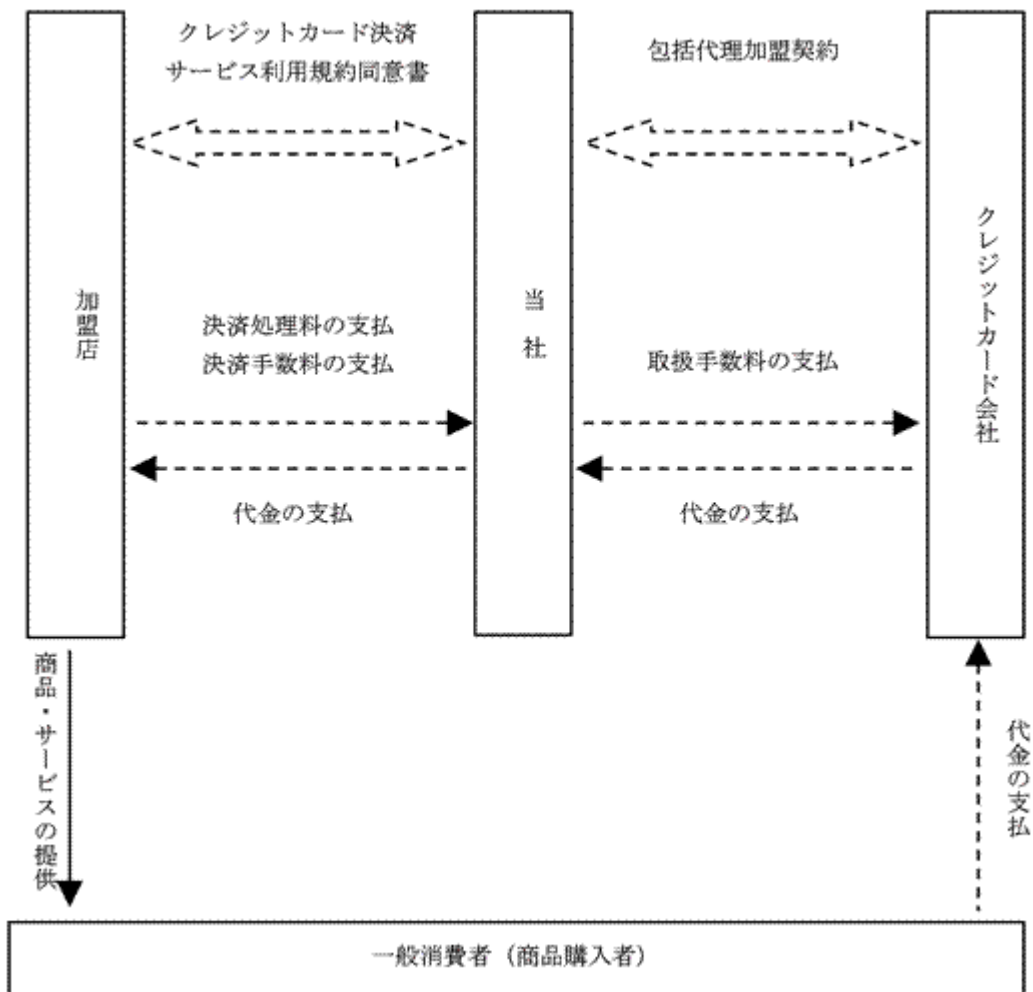 クレジットカード決済
サービス利用規約同意書
包括代理加盟契約
加盟店
当社
クレジットカード会社
決済処理料の支払
決済手数料の支払
取扱手数料の支払
代金の支払
代金の支払
商品・サービスの提供
代金の支払
一般消費者（商品購入者）